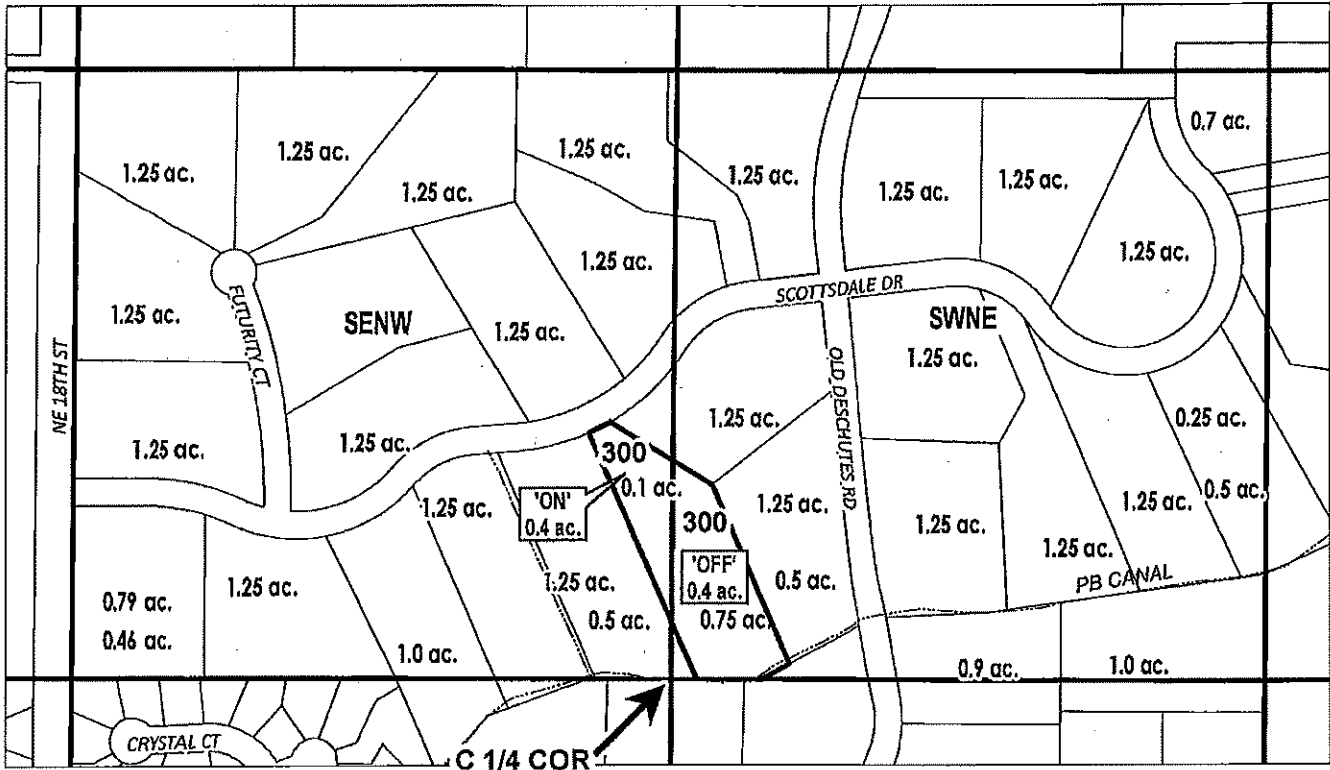 0.7 ac.
1.25 ac.
1.25 ac.
1.25 ac.
1.25 ac.
1.25 ac.
1.25 ac.
1.25 ac.
1.25 ac.
1.25 ac.
1.25 ac.
SCOTTSDALE DR
FUTURITY CT
1.25 ac.
SENW
1.25 ac.
SWNE
1.25 ac.
NE 18TH ST
OLD DESCHUTES RD
1.25 ac.
0.25 ac.
1.25 ac.
1.25 ac.
300
0.1 ac.
0.5 ac.
1.25 ac.
'ON'
0.4 ac.
300
1.25 ac.
1.25 ac.
1.25 ac.
1.25 ac.
'OFF'
0.4 ac.
PB CANAL
1.25 ac.
1.25 ac.
0.5 ac.
0.79 ac.
0.46 ac.
0.5 ac.
0.75 ac.
1.0 ac.
0.9 ac.
1.0 ac.
CRYSTAL CT
C 1/4 COR